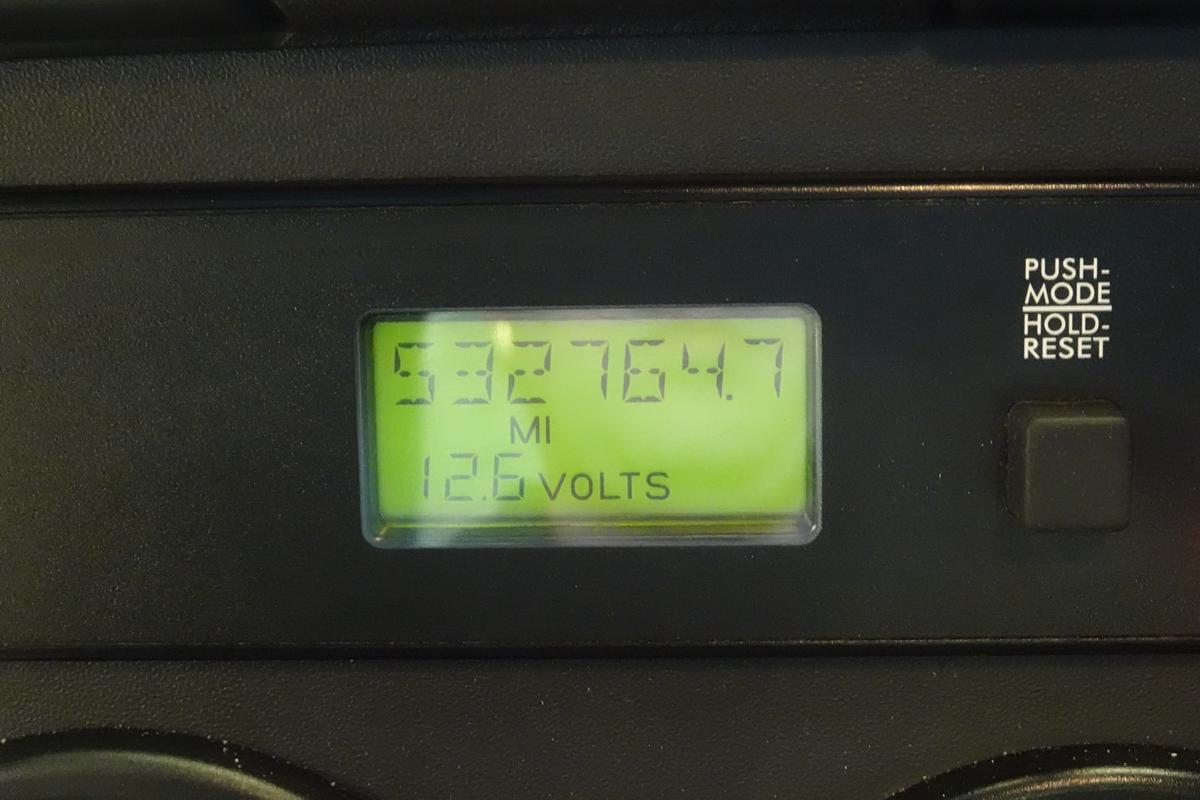 532764.7
MI
12.6 VOLTS
PUSH-
MODE
HOLD-
RESET